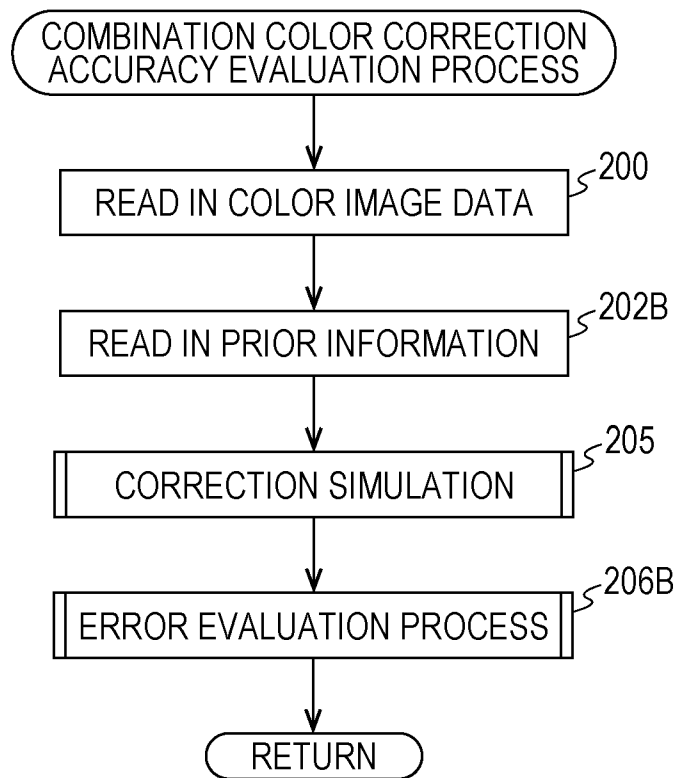 COMBINATION COLOR CORRECTION
ACCURACY EVALUATION PROCESS
200
READ IN COLOR IMAGE DATA
202B
READ IN PRIOR INFORMATION
205
CORRECTION SIMULATION
206B
ERROR EVALUATION PROCESS
RETURN